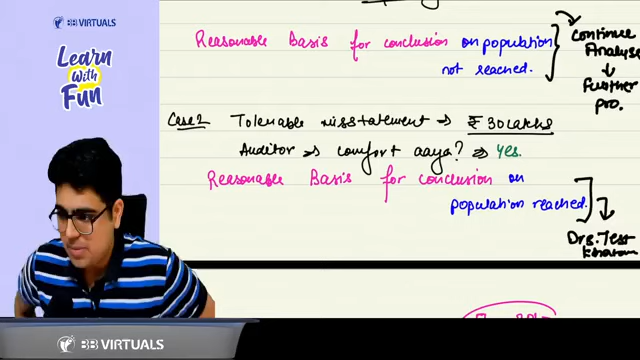 BB VIRTUALS
Learn
With
Fun
Reasonable Basis for conclusion on population
not reached.
Continue
Analyse
Further
pro.
Case 2 Tolerable misstatement ⇒ ₹ 30 lakhs
Auditor ⇒ comfort aaya? ⇒ Yes.
Reasonable Basis for conclusion on
population reached.
Test
Khatam
BB VIRTUALS